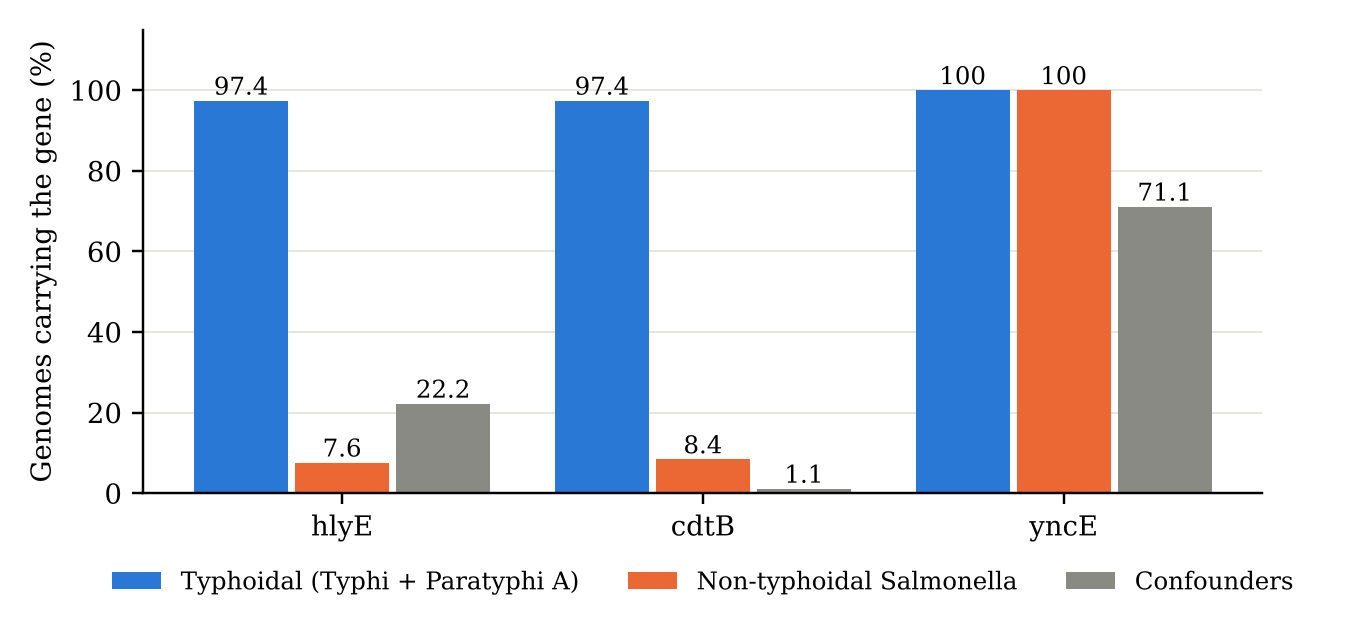 Genomes carrying the gene (%)
100
80
60
40
20
0
97.4
7.6
22.2
97.4
8.4
1.1
100
100
71.1
hlyE
cdtB
yncE
Typhoidal (Typhi + Paratyphi A)
Non-typhoidal Salmonella
Confounders